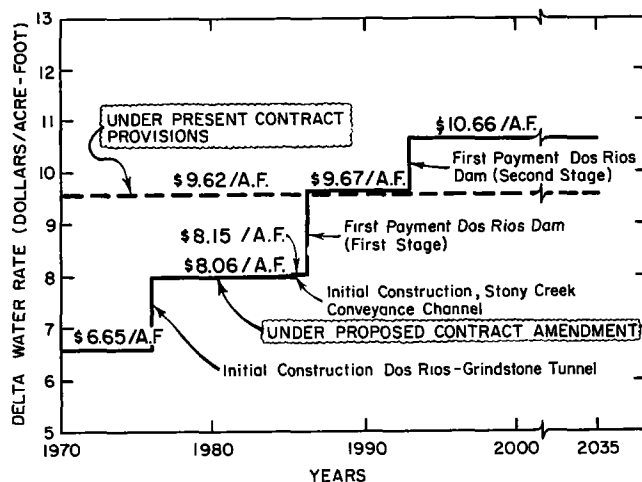 DELTA WATER RATE (DOLLARS/ACRE-FOOT)
13
12
11
10
9
8
7
6
5
UNDER PRESENT CONTRACT
PROVISIONS
$9.62/A.F.
$9.67/A.F.
$10.66/A.F.
First Payment Dos Rios
Dam (Second Stage)
First Payment Dos Rios Dam
(First Stage)
$8.15 /A.F.
$8.06/A.F.
Initial Construction, Stony Creek
Conveyance Channel
UNDER PROPOSED CONTRACT AMENDMENT
$6.65/A.F
Initial Construction Dos Rios-Grindstone Tunnel
1970
1980
1990
2000
2035
YEARS